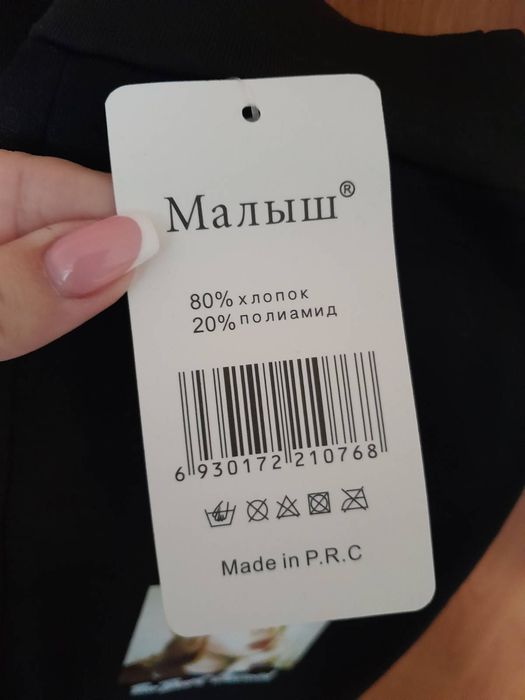 Малыш®
80% хлопок
20% полиамид
6 930172 210768
Made in P.R.C